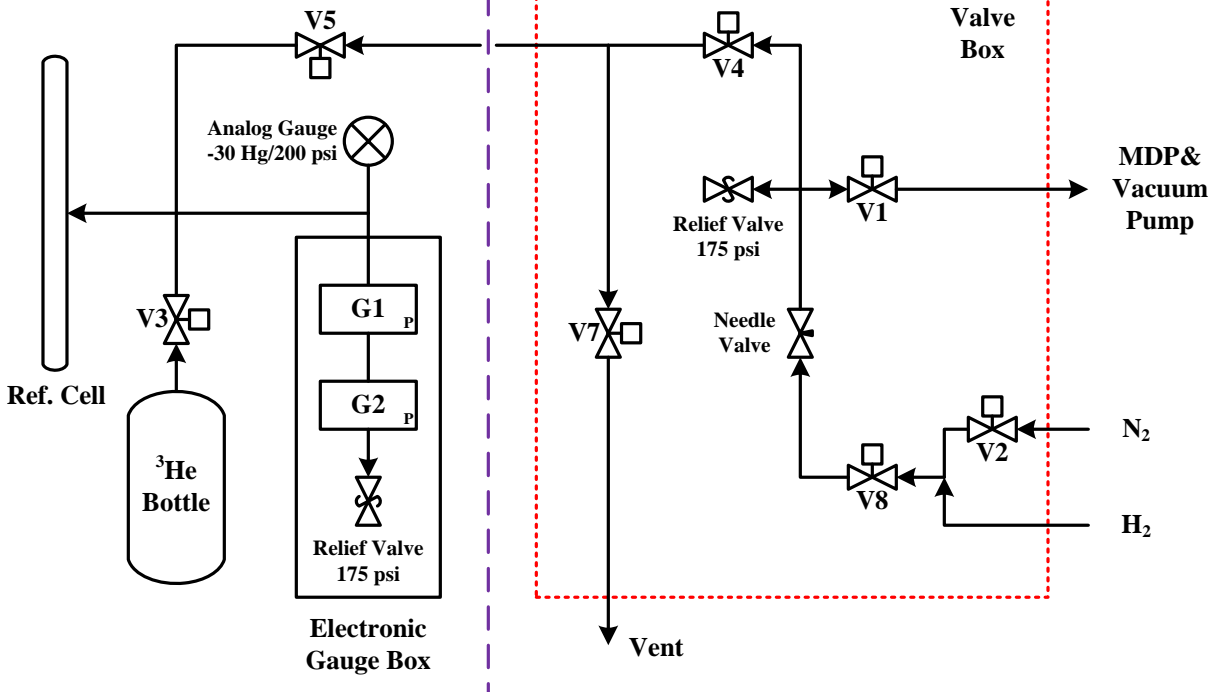 V5
V4
Valve
Box
Analog Gauge
-30 Hg/200 psi
MDP&
Vacuum
Pump
V1
Relief Valve
175 psi
V3
G1
P
V7
Needle
Valve
Ref. Cell
G2
P
N₂
V2
³He
Bottle
V8
H₂
Relief Valve
175 psi
Electronic
Gauge Box
Vent